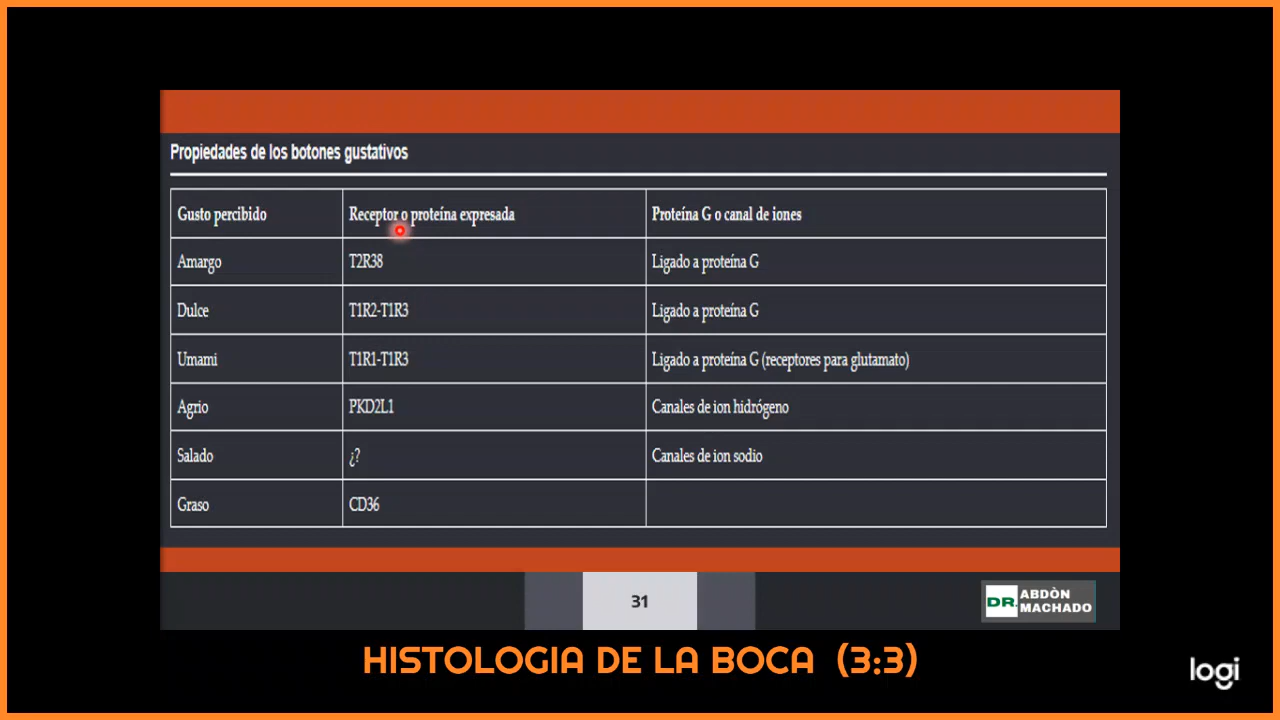 Propiedades de los botones gustativos
Gusto percibido Receptor o proteína expresada Proteína G o canal de iones
Amargo T2R38 Ligado a proteína G
Dulce T1R2-T1R3 Ligado a proteína G
Umami T1R1-T1R3 Ligado a proteína G (receptores para glutamato)
Agrio PKD2L1 Canales de ion hidrógeno
Salado ¿? Canales de ion sodio
Graso CD36
31
DR. ABDÒN MACHADO
HISTOLOGIA DE LA BOCA (3:3)
logi